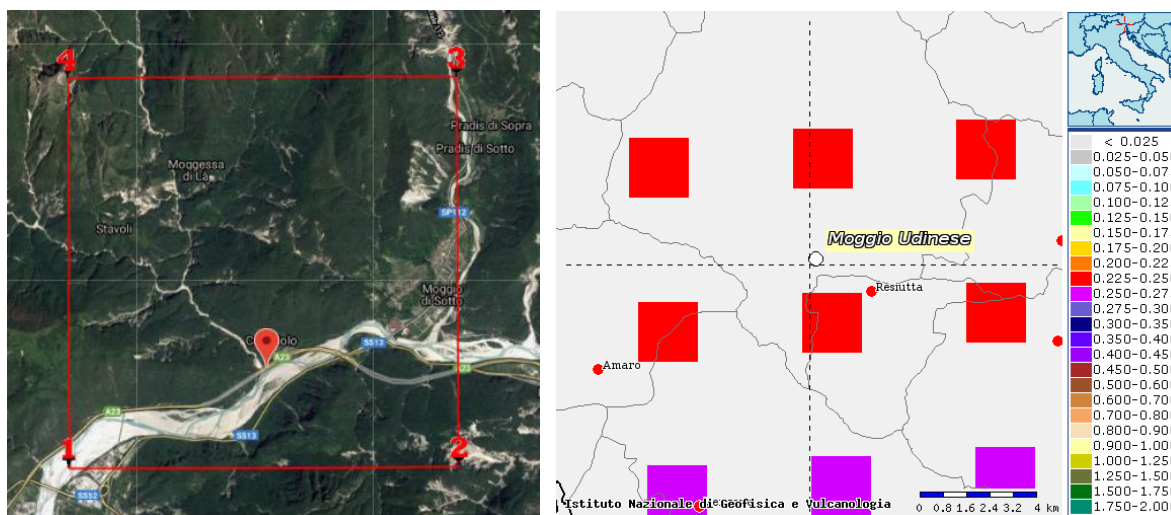 4
3
Pradis di Sopra
Pradis di Sotto
Moggessa
di Là
SP112
Stavoli
Moggio
di Sotto
SS13
A23
A23
SS13
1
2
SS52
Moggio Udinese
Resiutta
Amaro
Istituto Nazionale di Geofisica e Vulcanologia
0 0.8 1.6 2.4 3.2 4 km
< 0.025
0.025-0.05
0.050-0.07
0.075-0.10
0.100-0.12
0.125-0.15
0.150-0.17
0.175-0.20
0.200-0.22
0.225-0.25
0.250-0.27
0.275-0.30
0.300-0.35
0.350-0.40
0.400-0.45
0.450-0.50
0.500-0.60
0.600-0.70
0.700-0.80
0.800-0.90
0.900-1.00
1.000-1.25
1.250-1.50
1.500-1.75
1.750-2.00